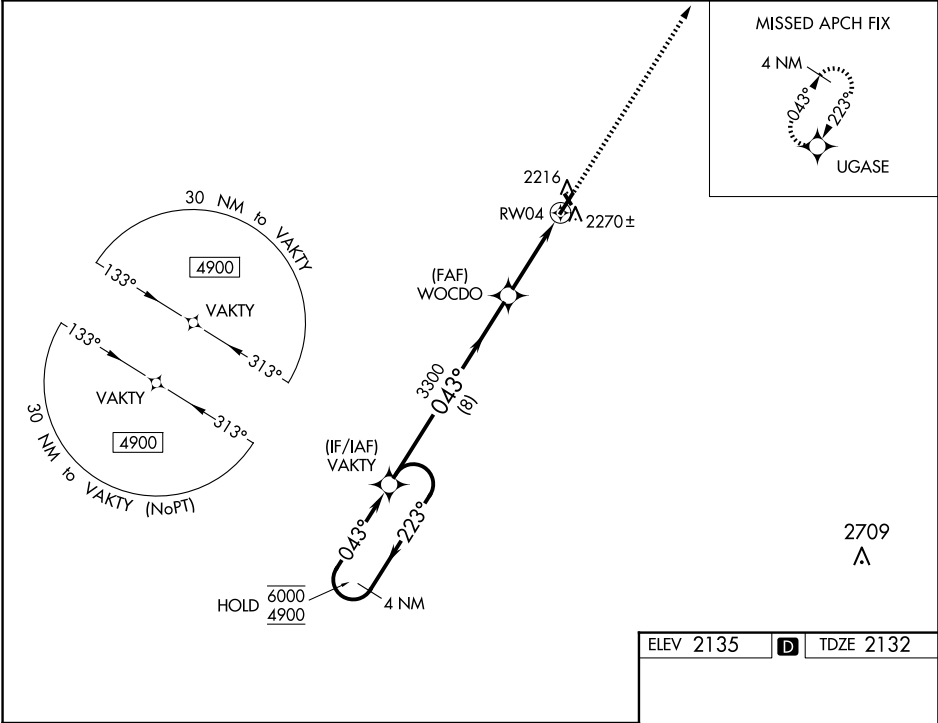 MISSED APCH FIX
4 NM
043°
223°
UGASE
2216
RW04
2270±
30 NM to VAKTY
4900
133°
VAKTY
313°
(FAF)
WOCDO
133°
VAKTY
313°
4900
30 NM to VAKTY (NoPT)
3300
043°
(8)
(IF/IAF)
VAKTY
043°
223°
HOLD
6000
4900
4 NM
2709
ELEV 2135
D
TDZE 2132